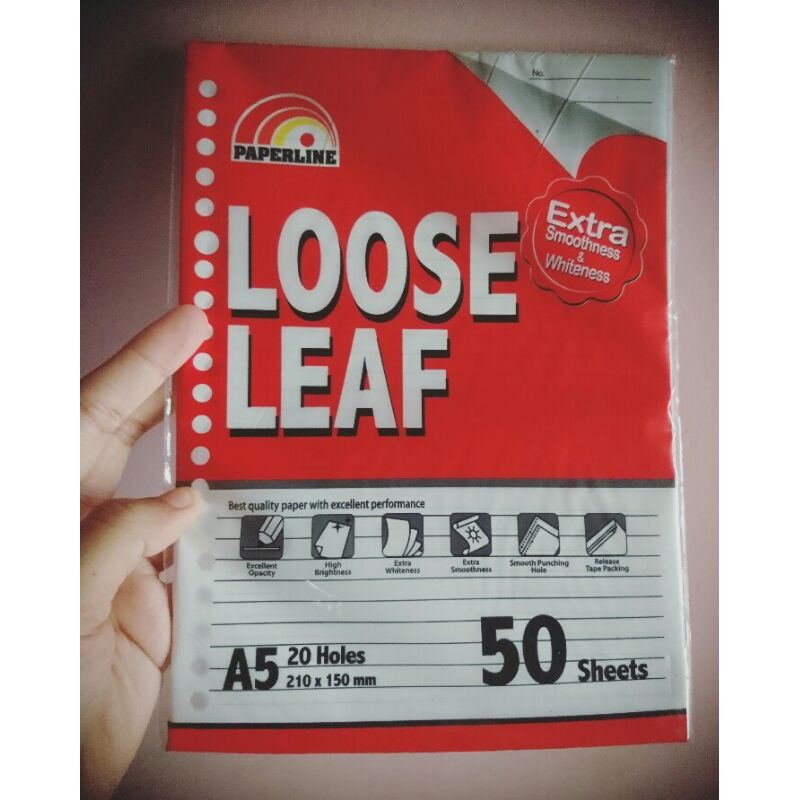 No.
PAPERLINE
LOOSE
LEAF
Extra
Smoothness
&
Whiteness
Best quality paper with excellent performance
Excellent
Opacity
High
Brightness
Extra
Whiteness
Extra
Smoothness
Smooth Punching
Hole
Release
Tape Packing
A5 20 Holes
210 x 150 mm
50 Sheets